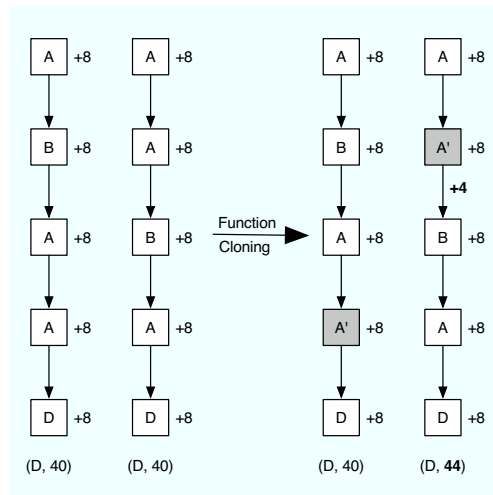 A +8 A +8 A +8 A +8
B +8 A +8 B +8 A' +8
+4
A +8 B +8 Function A +8 B +8
Cloning
A +8 A +8 A' +8 A +8
D +8 D +8 D +8 D +8
(D, 40) (D, 40) (D, 40) (D, 44)